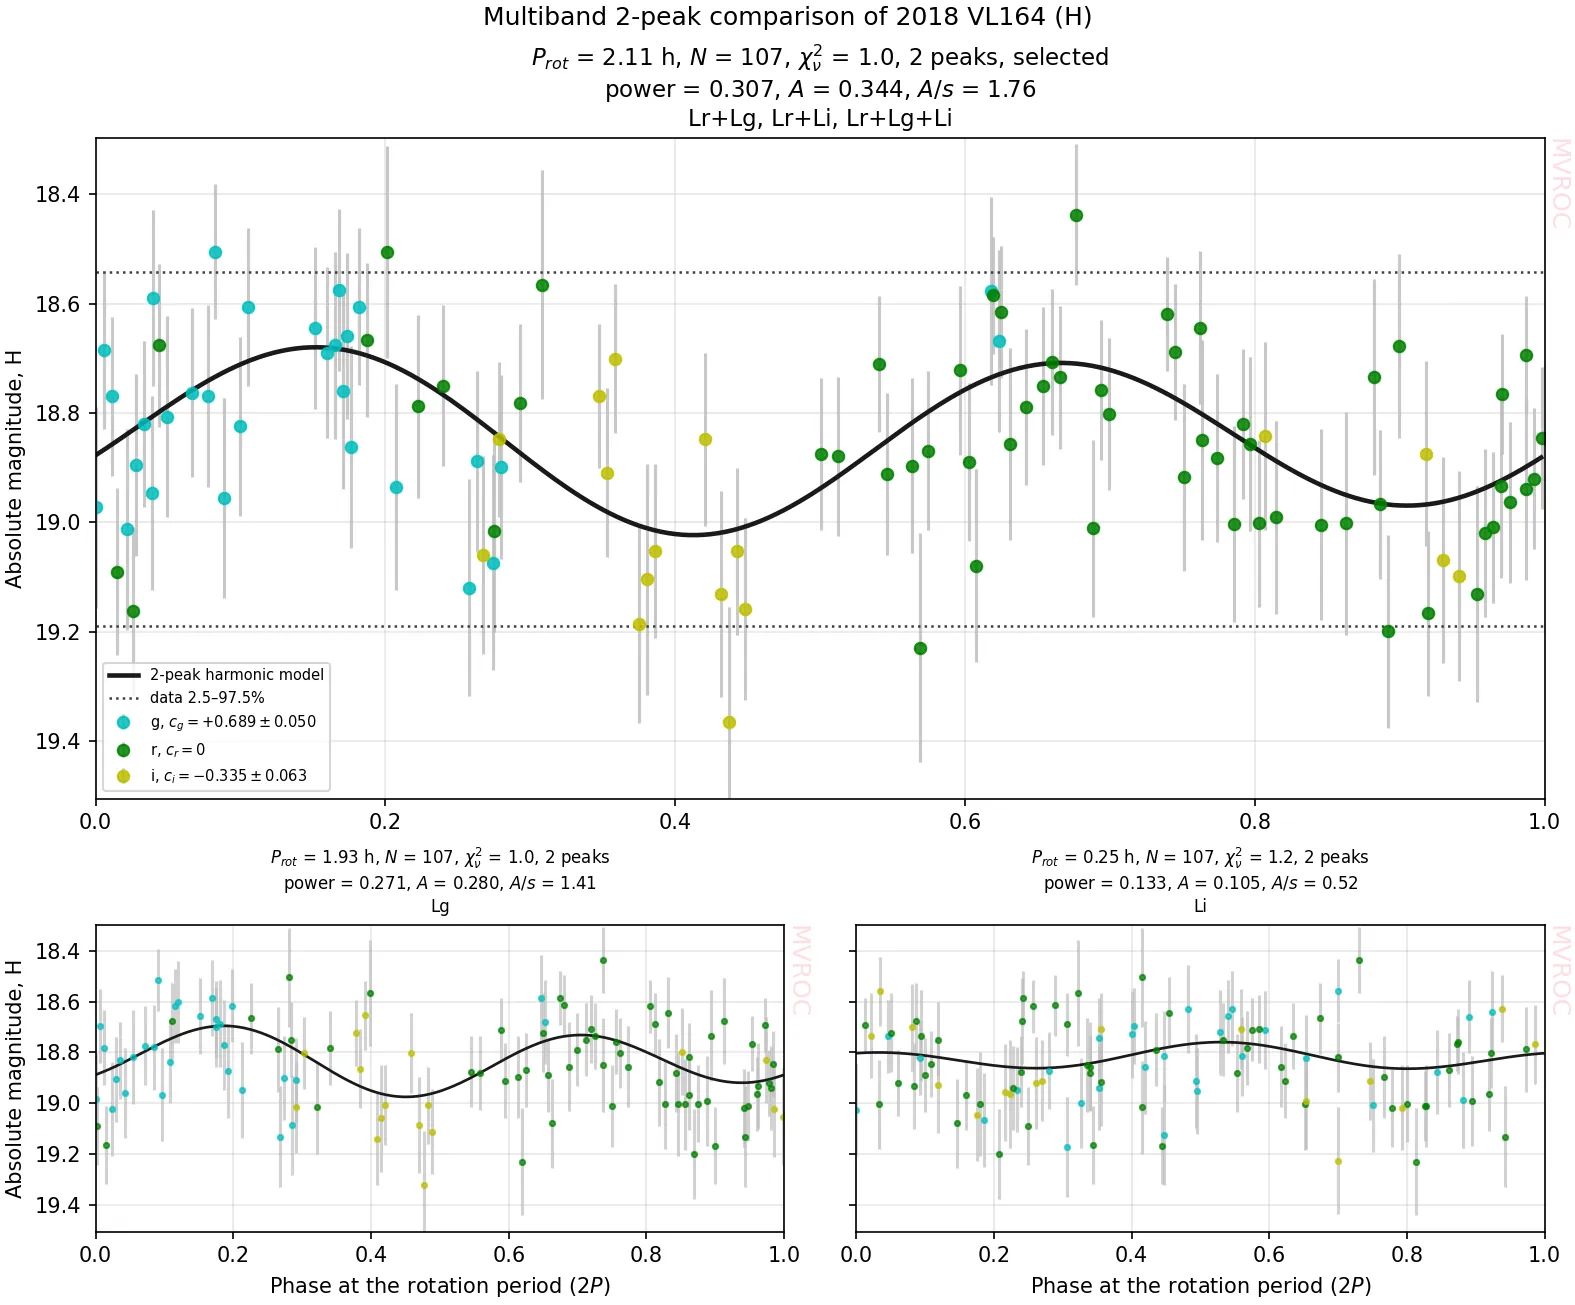 Multiband 2-peak comparison of 2018 VL164 (H)
P_rot = 2.11 h, N = 107, χ²_ν = 1.0, 2 peaks, selected
power = 0.307, A = 0.344, A/s = 1.76
Lr+Lg, Lr+Li, Lr+Lg+Li
MVROC
Absolute magnitude, H
18.4
18.6
18.8
19.0
19.2
19.4
2-peak harmonic model
data 2.5–97.5%
g, c_g = +0.689 ± 0.050
r, c_r = 0
i, c_i = −0.335 ± 0.063
0.0 0.2 0.4 0.6 0.8 1.0
P_rot = 1.93 h, N = 107, χ²_ν = 1.0, 2 peaks
power = 0.271, A = 0.280, A/s = 1.41
Lg
MVROC
Absolute magnitude, H
18.4
18.6
18.8
19.0
19.2
19.4
0.0 0.2 0.4 0.6 0.8 1.0
Phase at the rotation period (2P)
P_rot = 0.25 h, N = 107, χ²_ν = 1.2, 2 peaks
power = 0.133, A = 0.105, A/s = 0.52
Li
MVROC
0.0 0.2 0.4 0.6 0.8 1.0
Phase at the rotation period (2P)